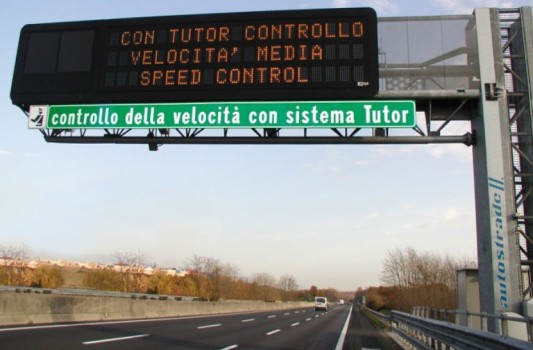 CON TUTOR CONTROLLO
VELOCITA' MEDIA
SPEED CONTROL
controllo della velocità con sistema Tutor
autostrade